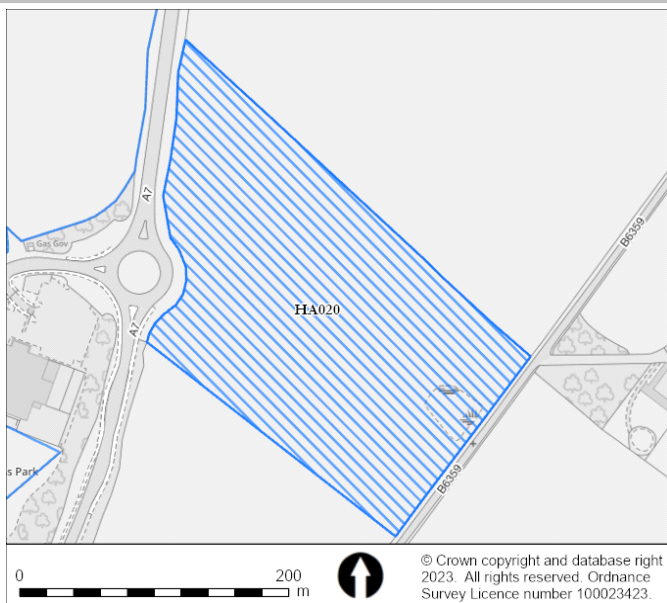 A7
Gas Gov
B6359
HA020
A7
s Park
B6359
0
200
m
© Crown copyright and database right
2023. All rights reserved. Ordnance
Survey Licence number 100023423.